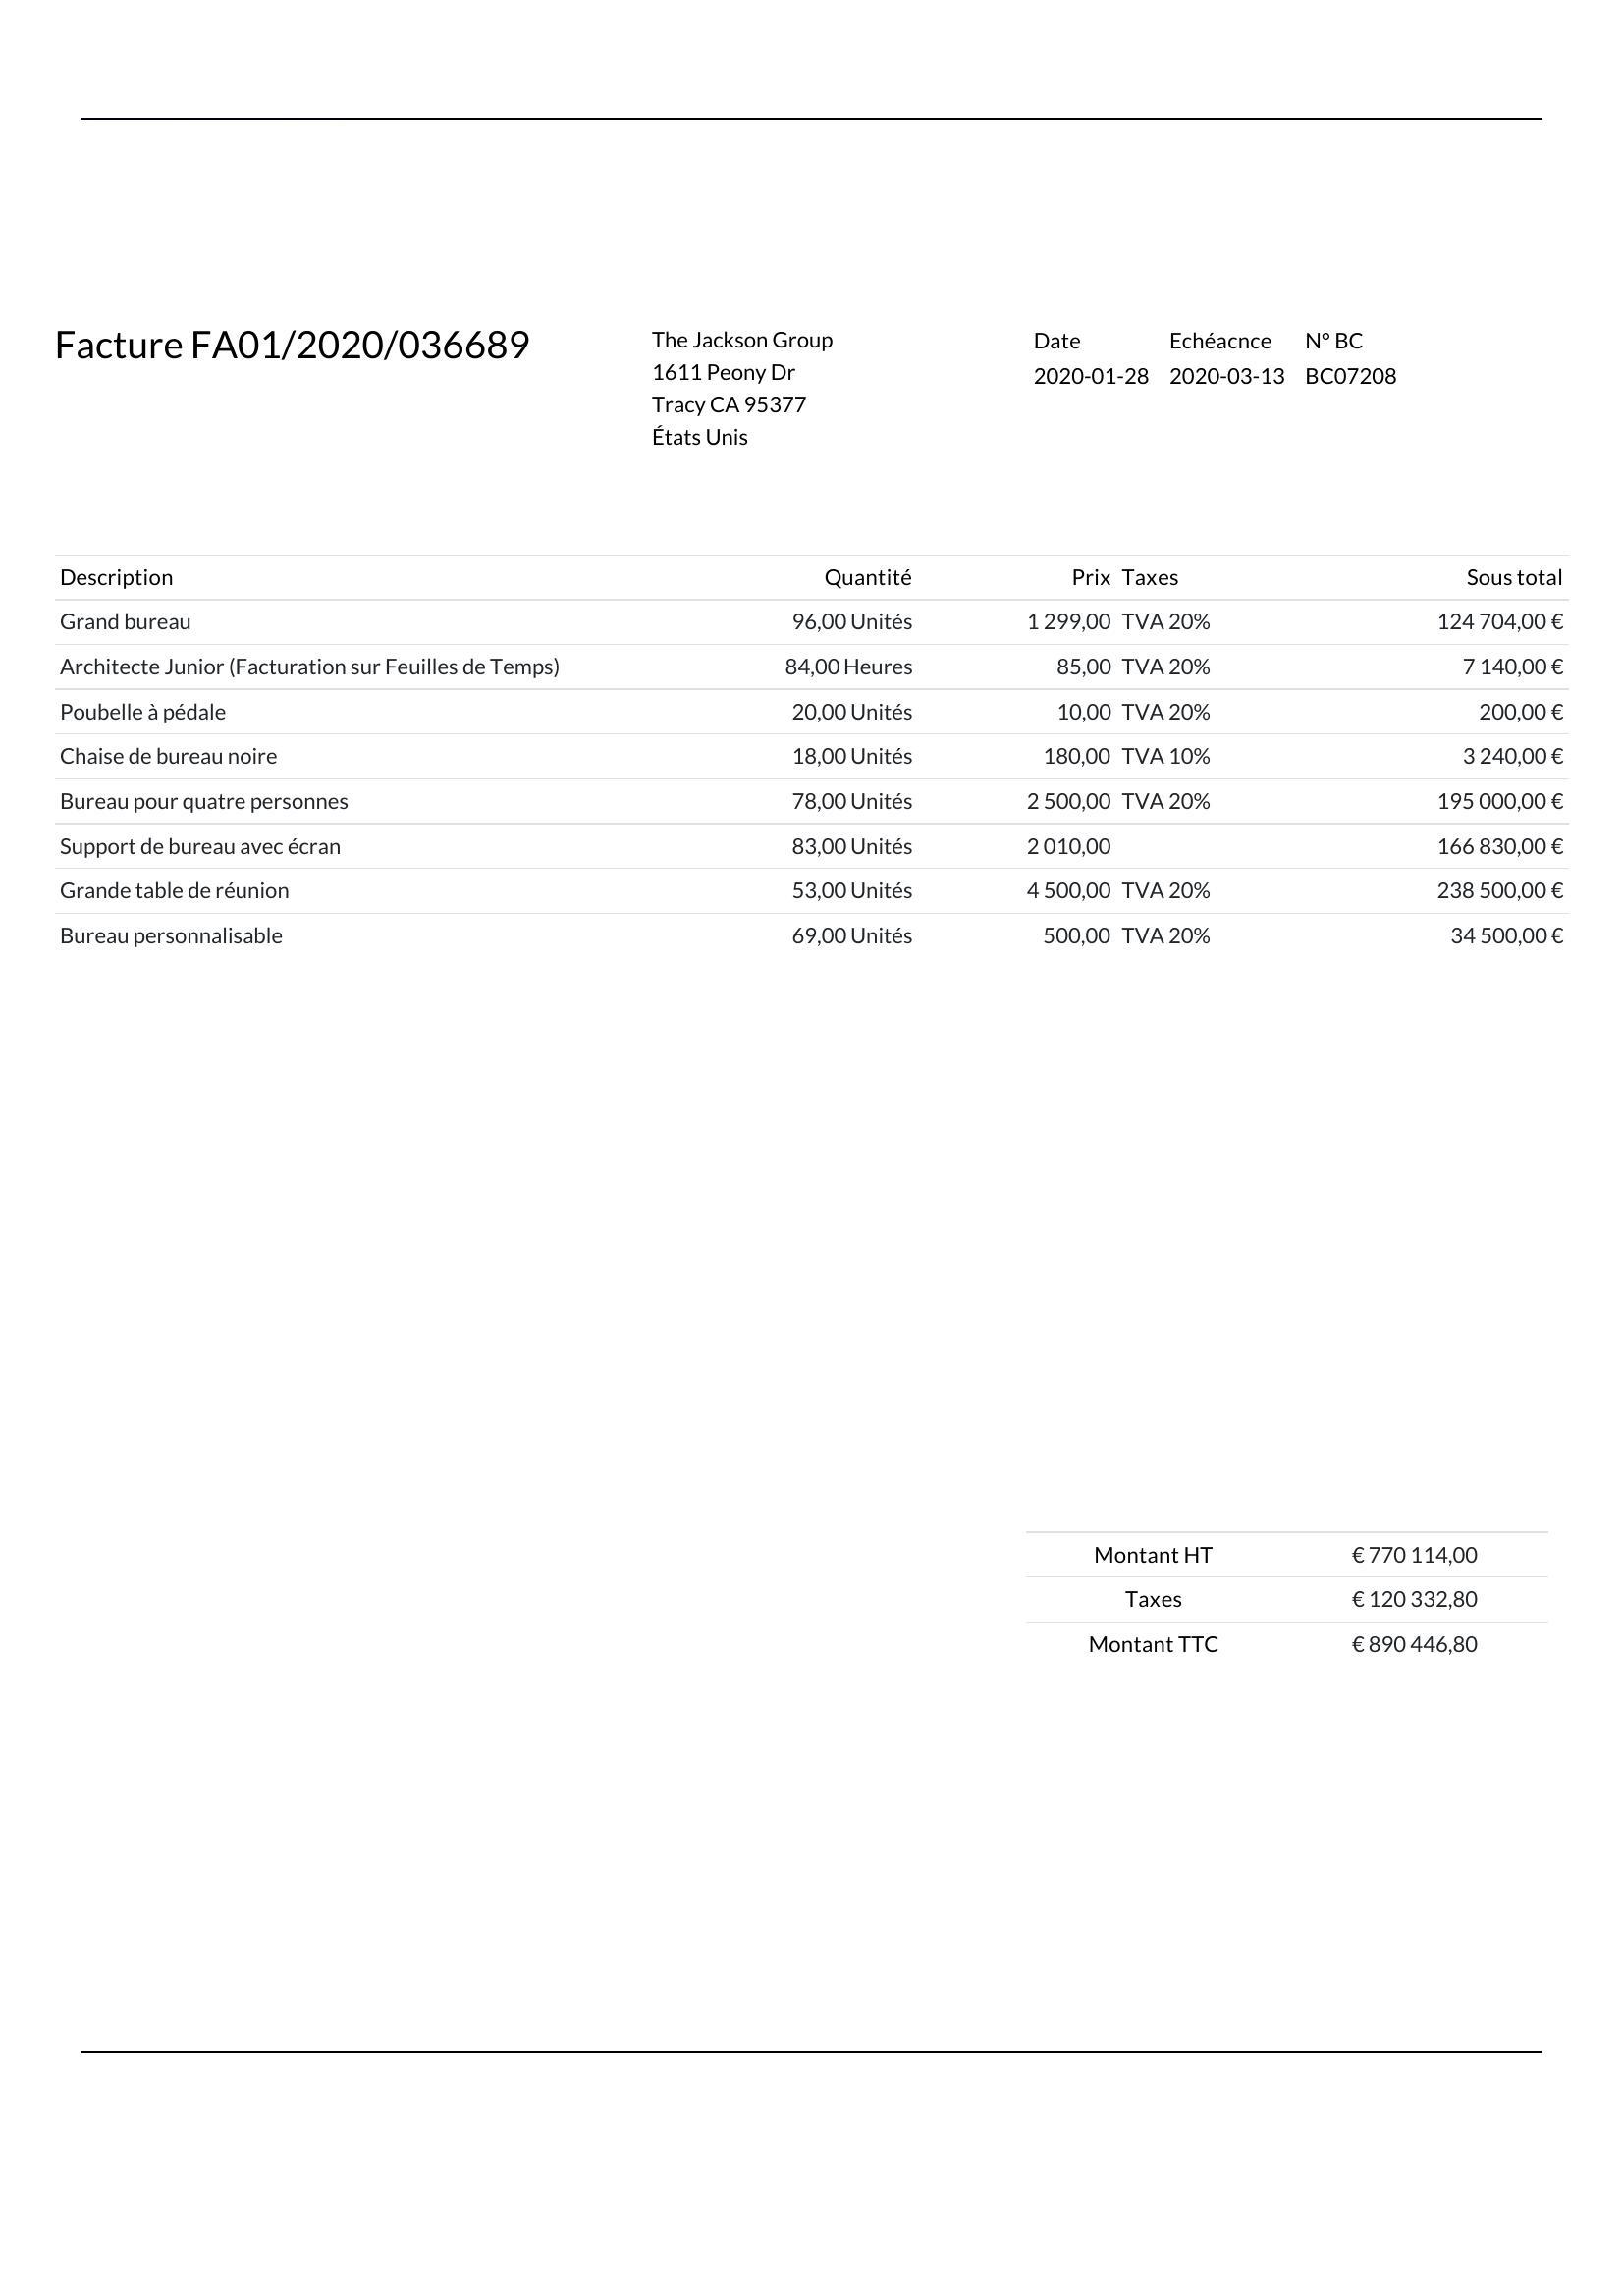 Facture FA01/2020/036689
The Jackson Group
1611 Peony Dr
Tracy CA 95377
États Unis
Date Echéacnce N° BC
2020-01-28 2020-03-13 BC07208
Description Quantité Prix Taxes Sous total
Grand bureau 96,00 Unités 1 299,00 TVA 20% 124 704,00 €
Architecte Junior (Facturation sur Feuilles de Temps) 84,00 Heures 85,00 TVA 20% 7 140,00 €
Poubelle à pédale 20,00 Unités 10,00 TVA 20% 200,00 €
Chaise de bureau noire 18,00 Unités 180,00 TVA 10% 3 240,00 €
Bureau pour quatre personnes 78,00 Unités 2 500,00 TVA 20% 195 000,00 €
Support de bureau avec écran 83,00 Unités 2 010,00 166 830,00 €
Grande table de réunion 53,00 Unités 4 500,00 TVA 20% 238 500,00 €
Bureau personnalisable 69,00 Unités 500,00 TVA 20% 34 500,00 €
Montant HT € 770 114,00
Taxes € 120 332,80
Montant TTC € 890 446,80